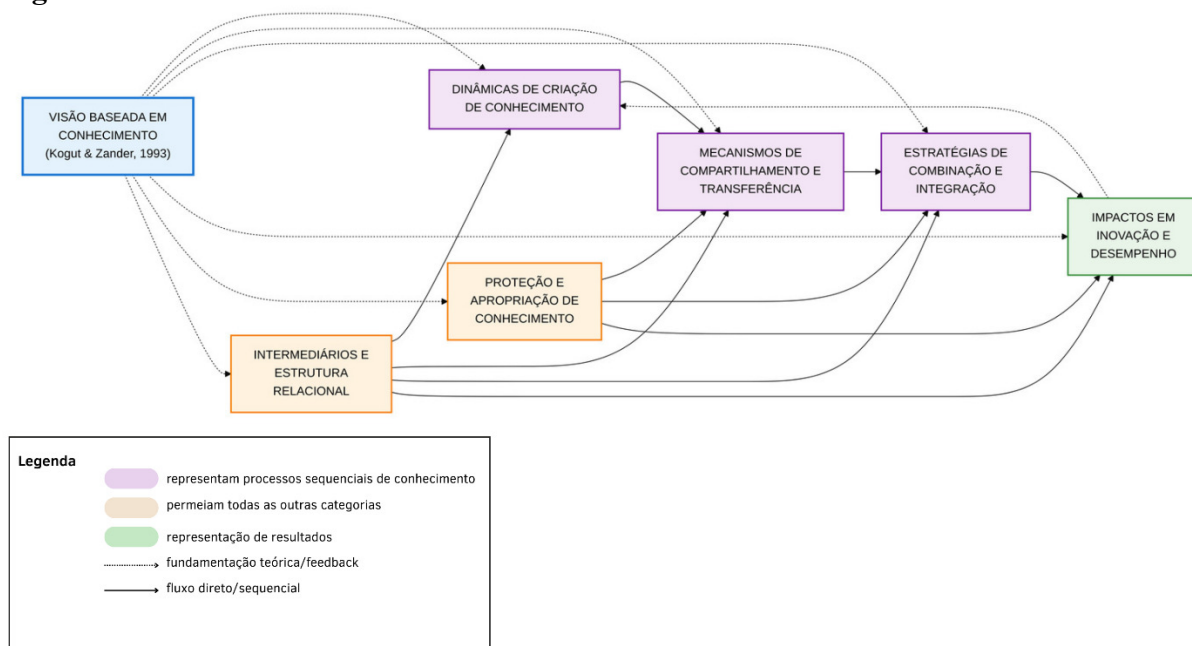 VISÃO BASEADA EM
CONHECIMENTO
(Kogut & Zander, 1993)
DINÂMICAS DE CRIAÇÃO
DE CONHECIMENTO
MECANISMOS DE
COMPARTILHAMENTO E
TRANSFERÊNCIA
ESTRATÉGIAS DE
COMBINAÇÃO E
INTEGRAÇÃO
IMPACTOS EM
INOVAÇÃO E
DESEMPENHO
PROTEÇÃO E
APROPRIAÇÃO DE
CONHECIMENTO
INTERMEDIÁRIOS E
ESTRUTURA
RELACIONAL
Legenda
representam processos sequenciais de conhecimento
permeiam todas as outras categorias
representação de resultados
fundamentação teórica/feedback
fluxo direto/sequencial